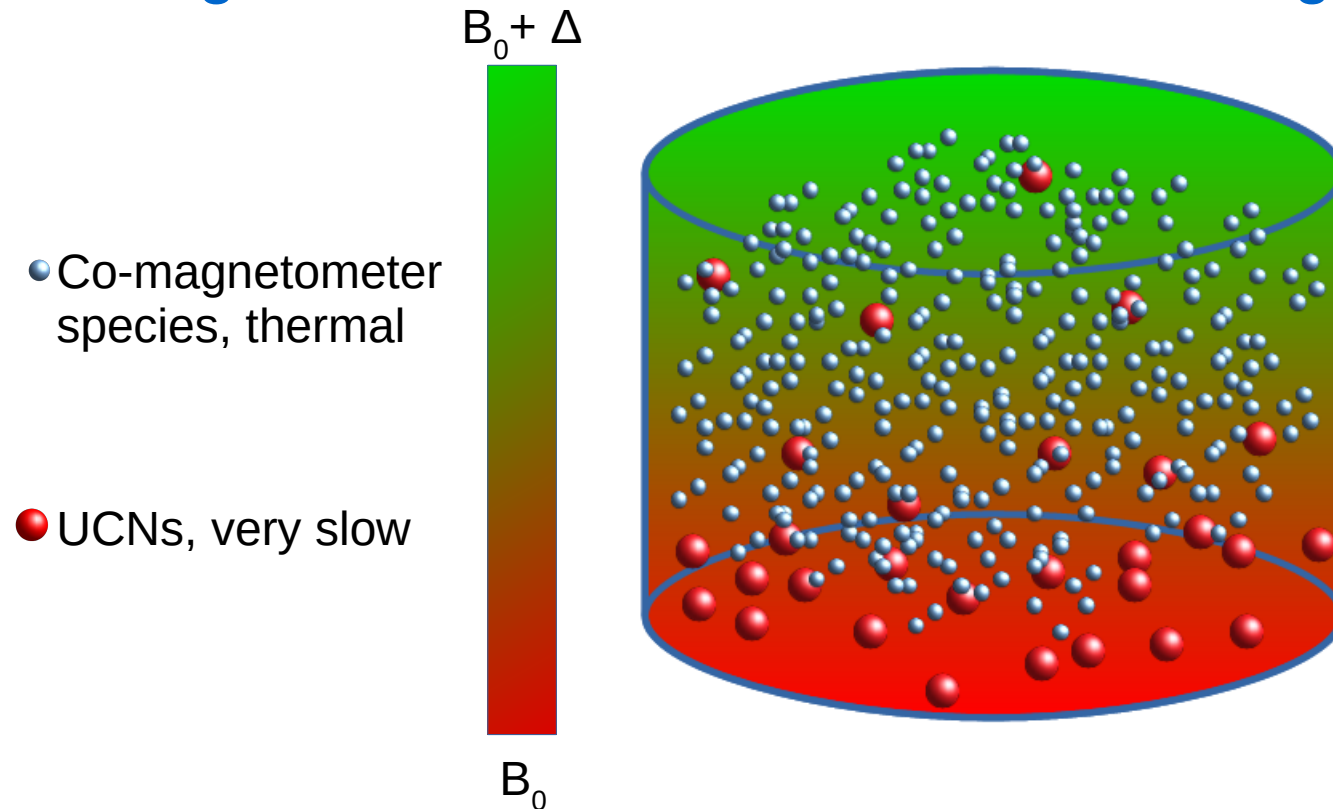 B₀+ Δ
Co-magnetometer
species, thermal
UCNs, very slow
B₀